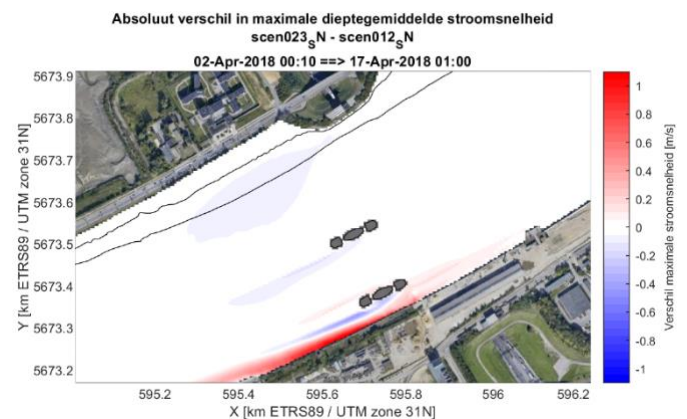 Absoluut verschil in maximale dieptegemiddelde stroomsnelheid
scen023SN - scen012SN
02-Apr-2018 00:10 ==> 17-Apr-2018 01:00
5673.9
5673.8
5673.7
5673.6
5673.5
5673.4
5673.3
5673.2
Y [km ETRS89 / UTM zone 31N]
595.2 595.4 595.6 595.8 596 596.2
X [km ETRS89 / UTM zone 31N]
1
0.8
0.6
0.4
0.2
0
-0.2
-0.4
-0.6
-0.8
-1
Verschil maximale stroomsnelheid [m/s]